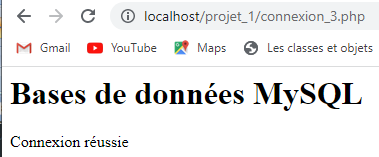 localhost/projet_1/connexion_3.php
Gmail YouTube Maps Les classes et objets
Bases de données MySQL
Connexion réussie